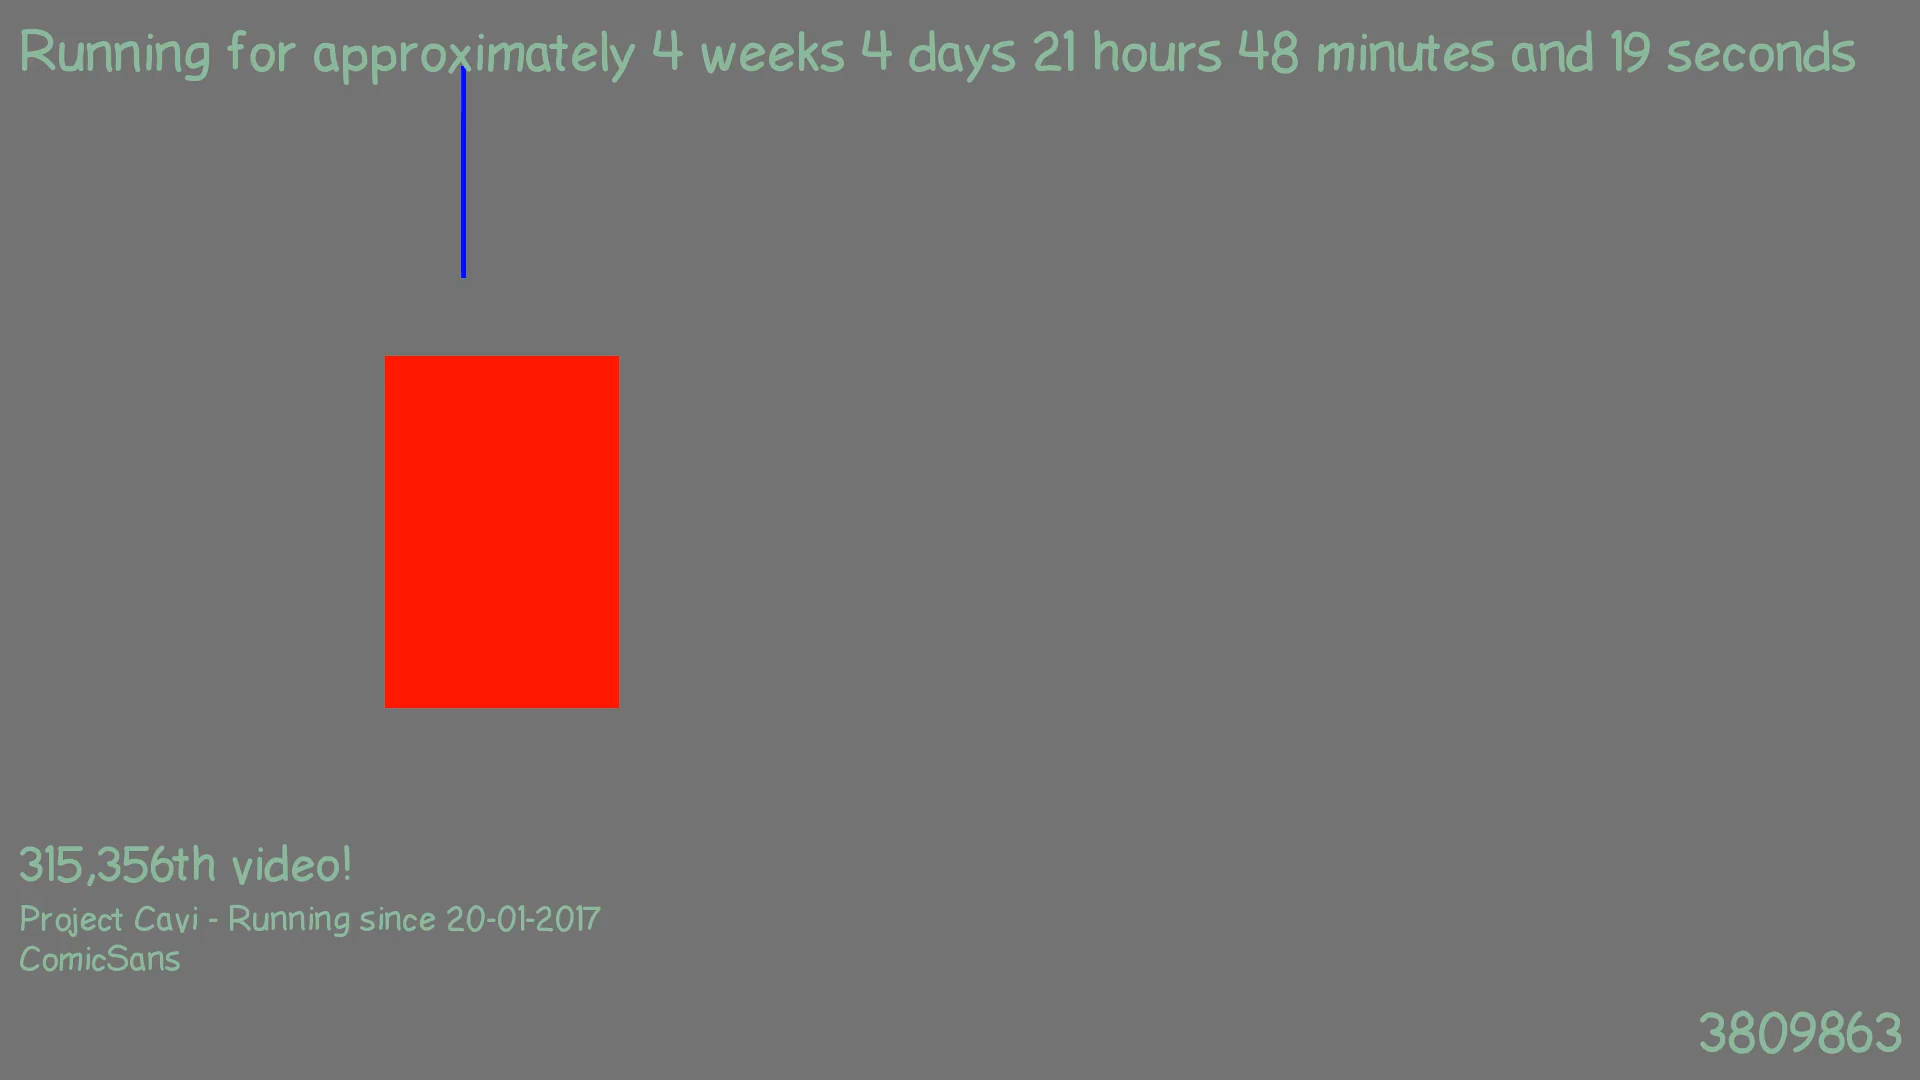 Running for approximately 4 weeks 4 days 21 hours 48 minutes and 19 seconds
315,356th video!
Project Cavi - Running since 20-01-2017
ComicSans
3809863